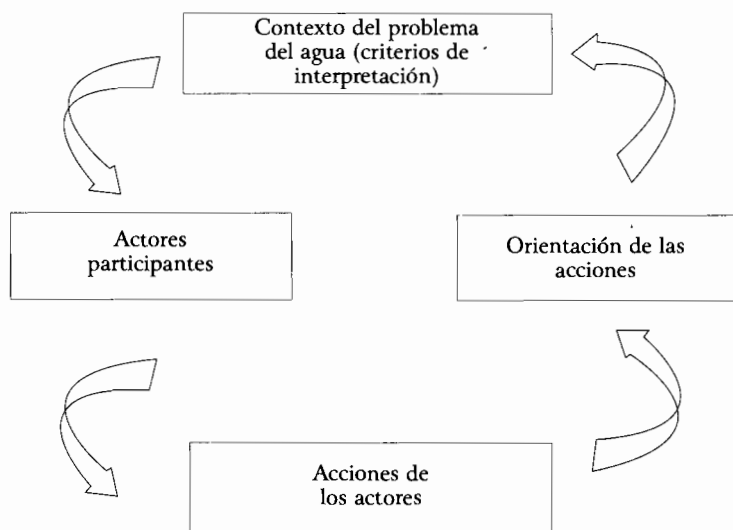 Contexto del problema
del agua (criterios de
interpretación)
Actores
participantes
Orientación de las
acciones
Acciones de
los actores